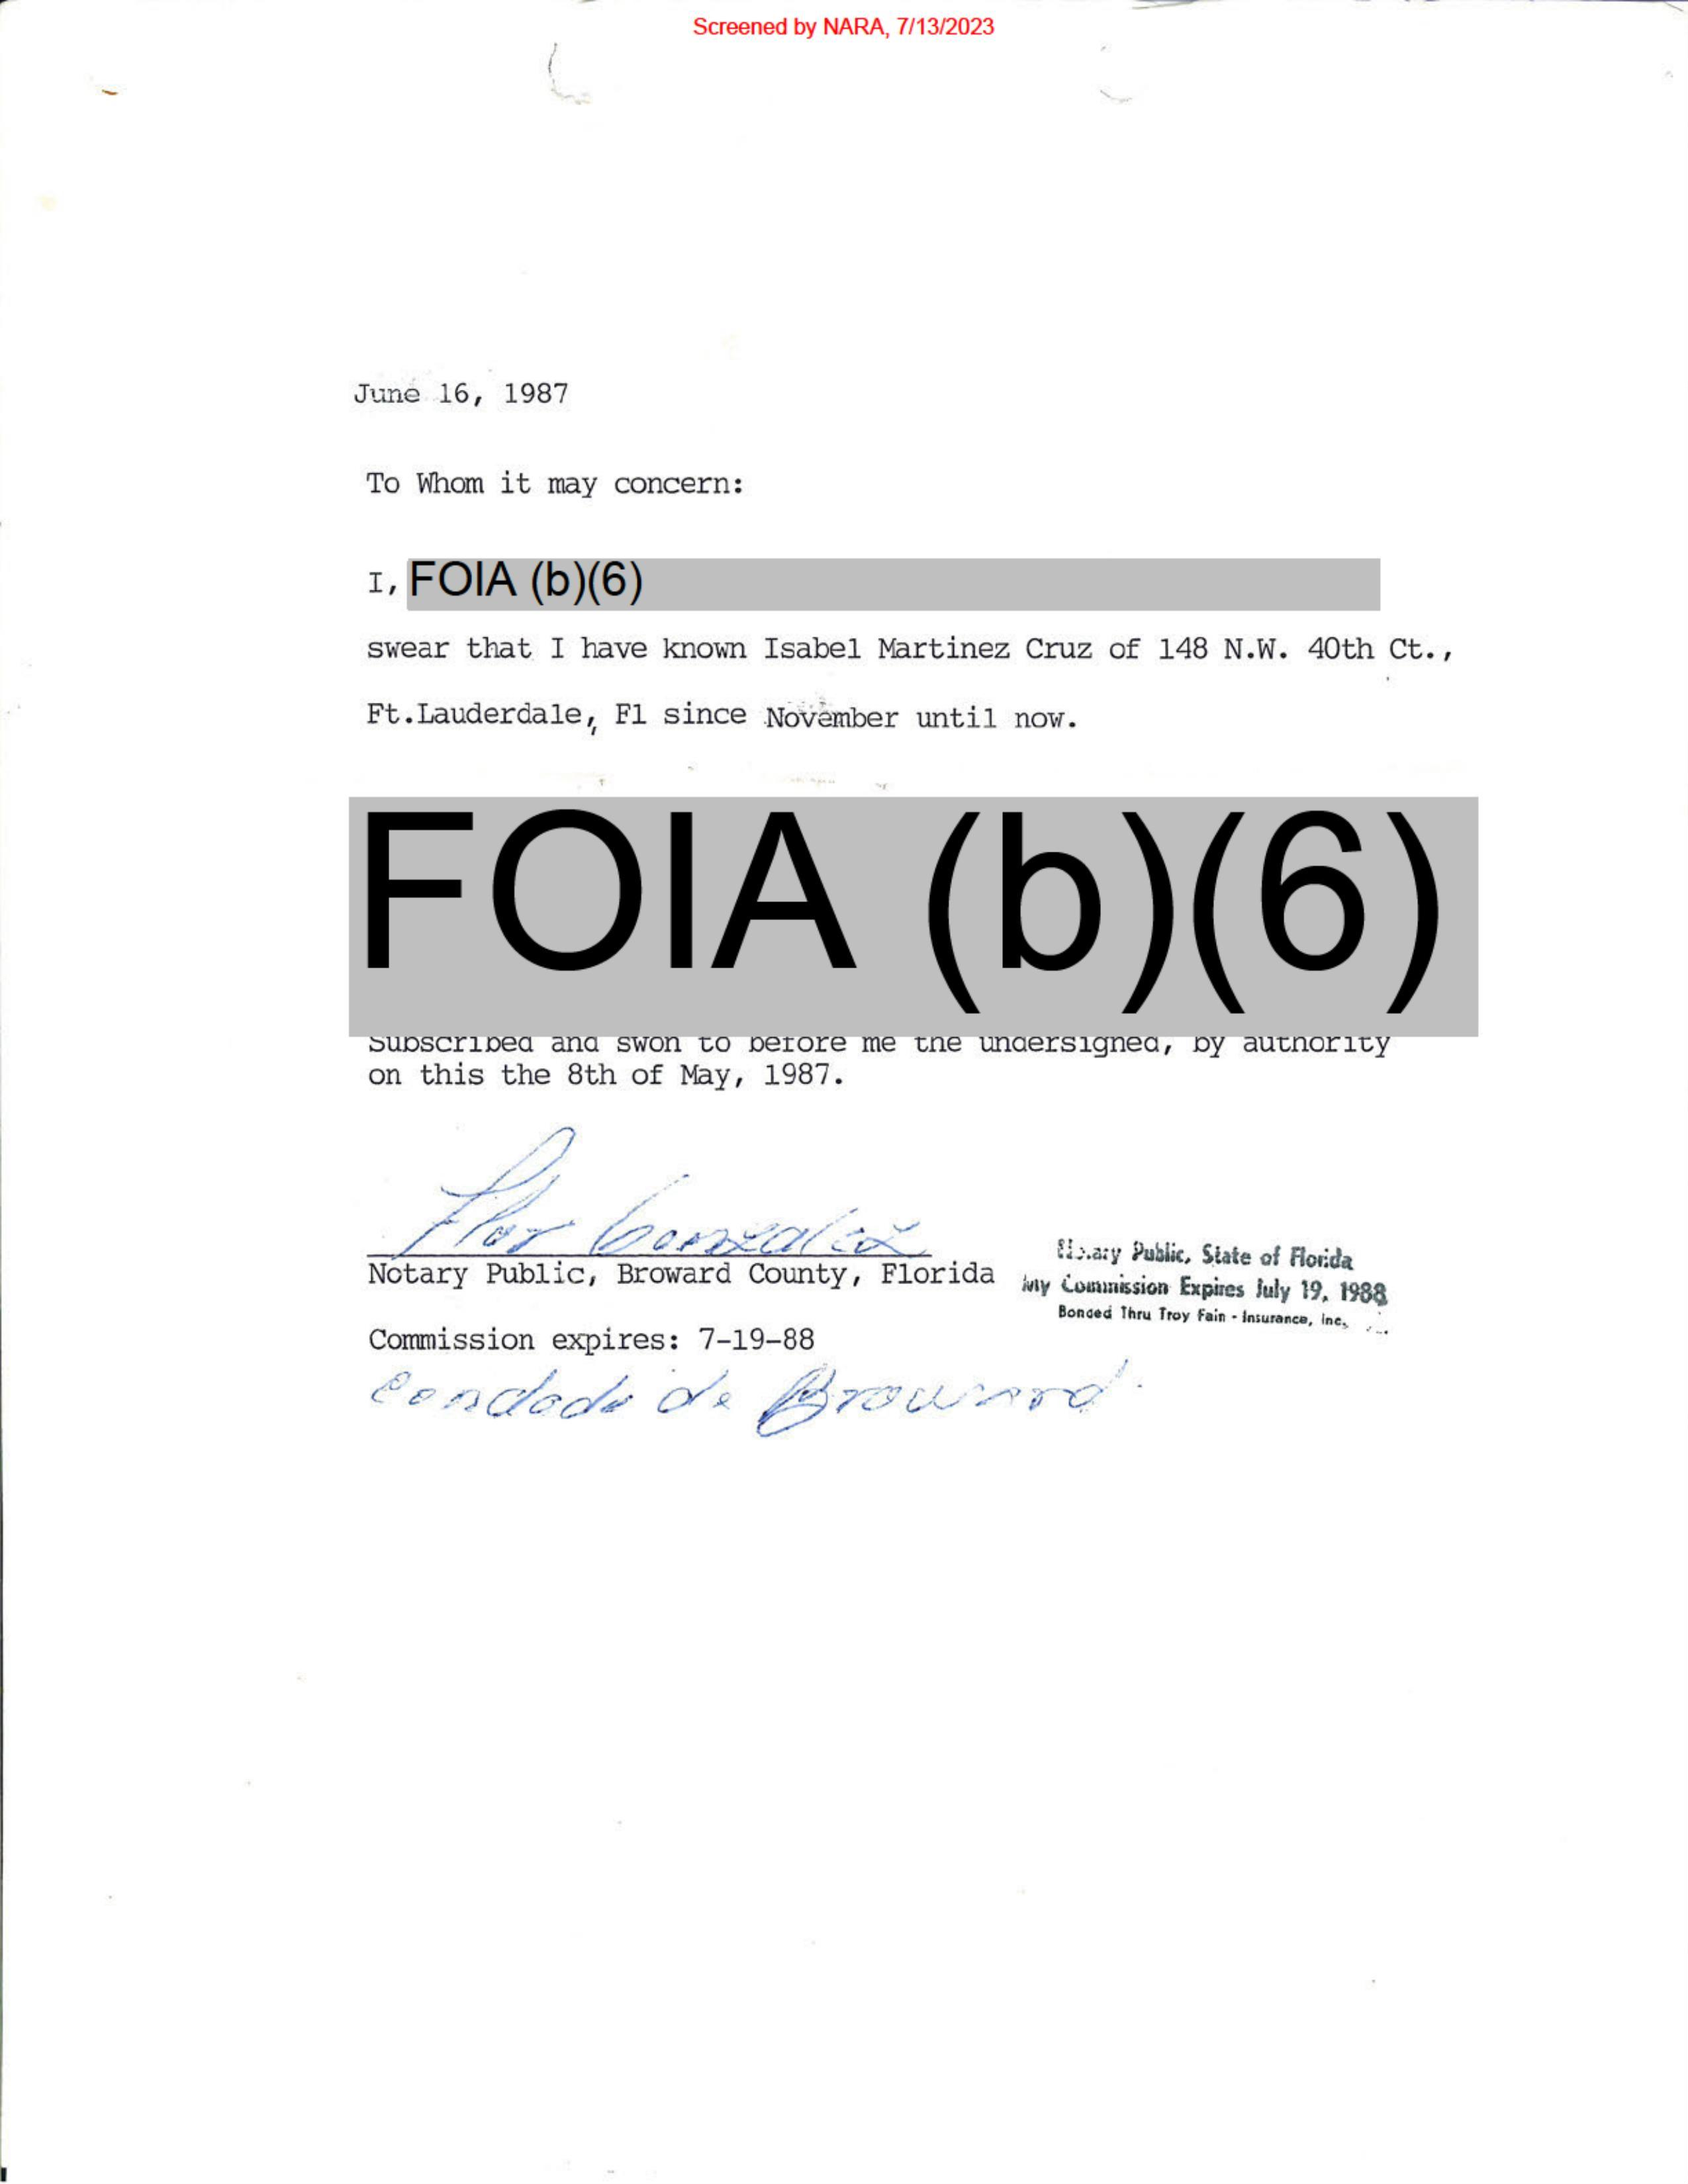 Screened by NARA, 7/13/2023
June 16, 1987
To Whom it may concern:
I, FOIA (b)(6)
swear that I have known Isabel Martinez Cruz of 148 N.W. 40th Ct.,
Ft.Lauderdale, Fl since November until now.
FOIA (b)(6)
Subscribed and swon to before me the undersigned, by authority
on this the 8th of May, 1987.
Flor Gonzalez
Notary Public, Broward County, Florida
Notary Public, State of Florida
My Commission Expires July 19, 1988
Bonded Thru Troy Fain - Insurance, Inc.
Commission expires: 7-19-88
Condado de Broward